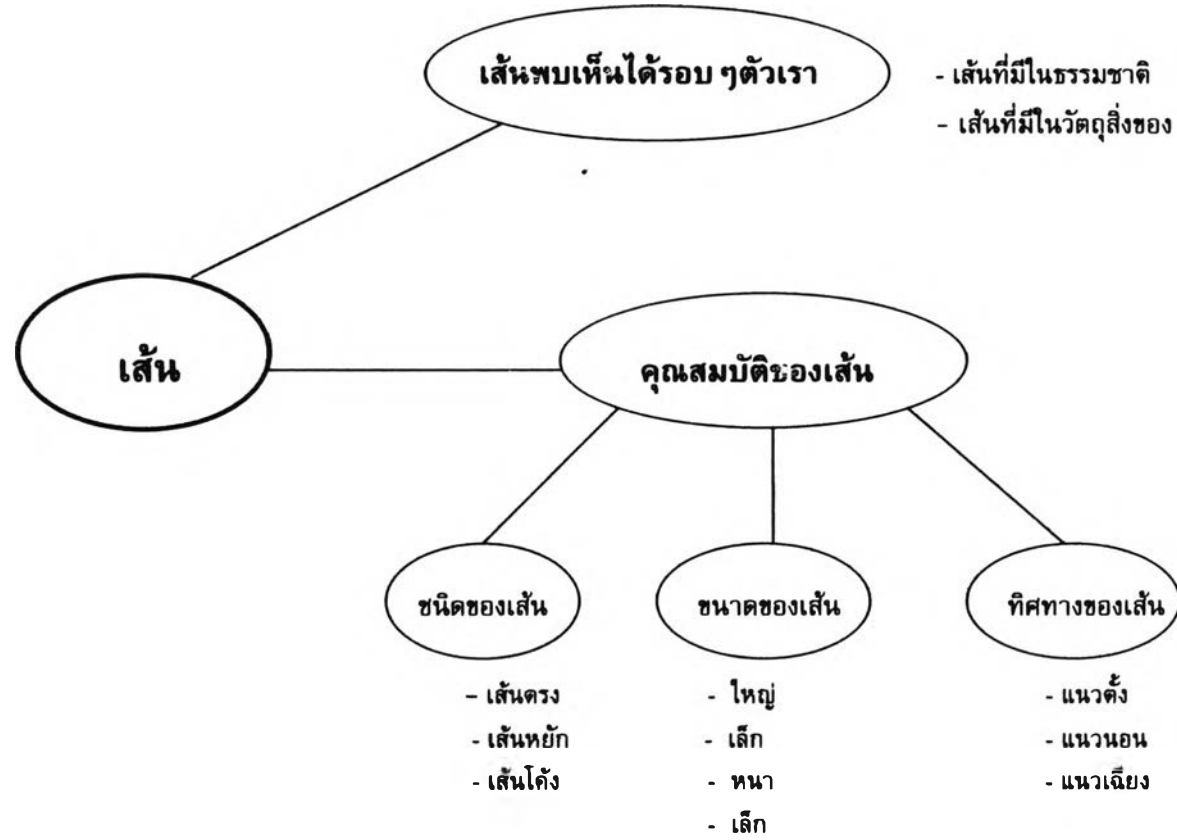 เส้นพบเห็นได้รอบ ๆตัวเรา
- เส้นที่มีในธรรมชาติ
- เส้นที่มีในวัตถุสิ่งของ
เส้น
คุณสมบัติของเส้น
ชนิดของเส้น
ขนาดของเส้น
ทิศทางของเส้น
- เส้นตรง
- เส้นหยัก
- เส้นโค้ง
- ใหญ่
- เล็ก
- หนา
- เล็ก
- แนวตั้ง
- แนวนอน
- แนวเฉียง